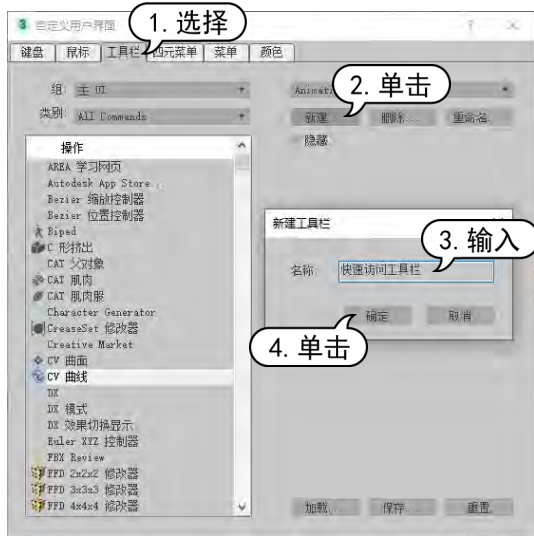 3 自定义用户界面
? ×
1. 选择
键盘 鼠标 工具栏 四元菜单 菜单 颜色
组: 主 UI
类别: All Commands
Animati
2. 单击
新建... 删除... 重命名...
隐藏
操作
AREA 学习网页
Autodesk App Store...
Bezier 缩放控制器
Bezier 位置控制器
Biped
C 形挤出
CAT 父对象
CAT 肌肉
CAT 肌肉股
Character Generator
CreaseSet 修改器
Creative Market
CV 曲面
CV 曲线
DX
DX 模式
DX 效果切换显示
Euler XYZ 控制器
FBX Review
FFD 2x2x2 修改器
FFD 3x3x3 修改器
FFD 4x4x4 修改器
新建工具栏
3. 输入
名称: 快速访问工具栏
确定 取消
4. 单击
加载... 保存... 重置